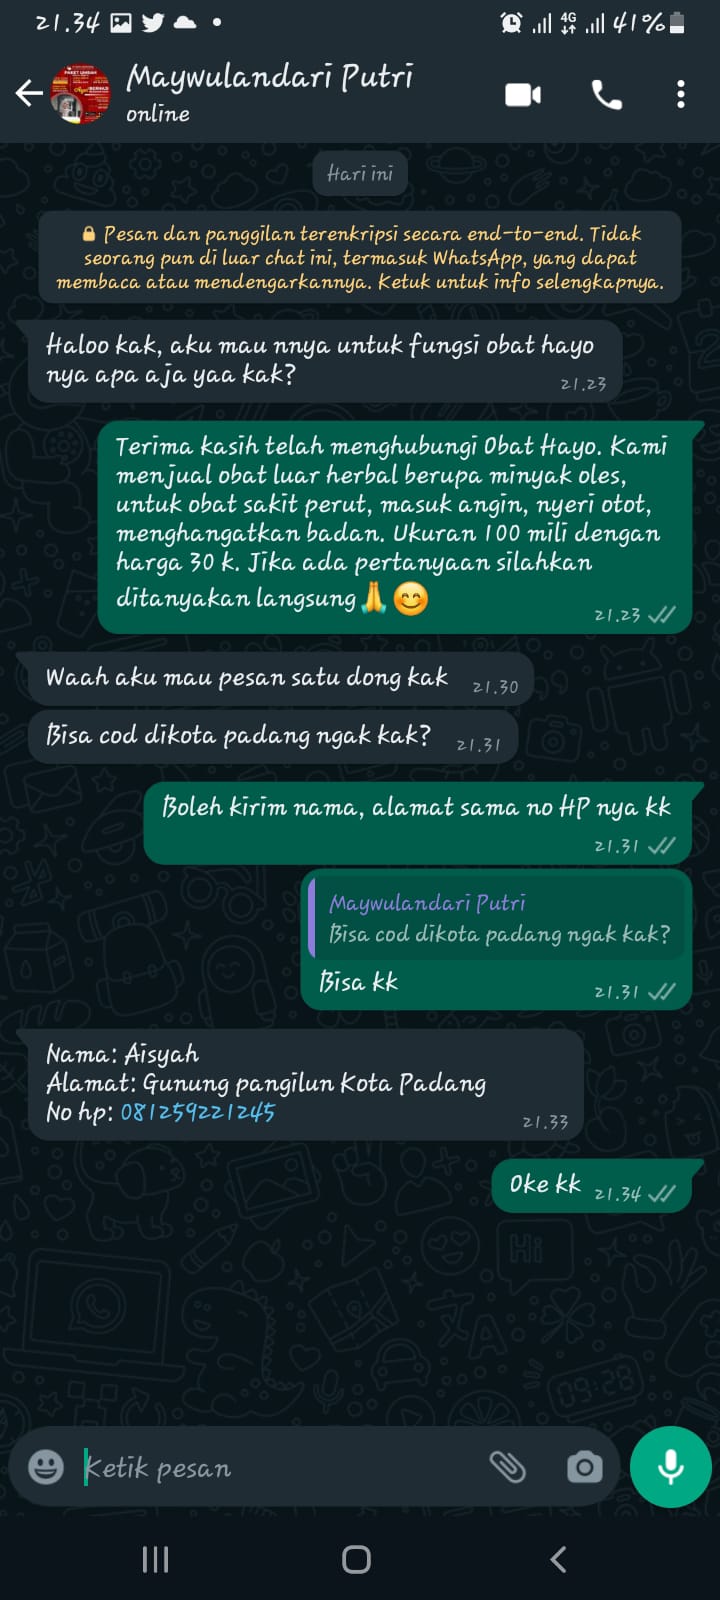 21.34
4G 41%
Maywulandari Putri
online
Hari ini
Pesan dan panggilan terenkripsi secara end-to-end. Tidak
seorang pun di luar chat ini, termasuk WhatsApp, yang dapat
membaca atau mendengarkannya. Ketuk untuk info selengkapnya.
Haloo kak, aku mau nnya untuk fungsi obat hayo
nya apa aja yaa kak?
21.23
Terima kasih telah menghubungi Obat Hayo. Kami
menjual obat luar herbal berupa minyak oles,
untuk obat sakit perut, masuk angin, nyeri otot,
menghangatkan badan. Ukuran 100 mili dengan
harga 30 k. Jika ada pertanyaan silahkan
ditanyakan langsung🙏😊
21.23
Waah aku mau pesan satu dong kak 21.30
Bisa cod dikota padang ngak kak? 21.31
Boleh kirim nama, alamat sama no HP nya kk
21.31
Maywulandari Putri
Bisa cod dikota padang ngak kak?
Bisa kk
21.31
Nama: Aisyah
Alamat: Gunung pangilun Kota Padang
No hp: 081259221245
21.33
Oke kk 21.34
Ketik pesan